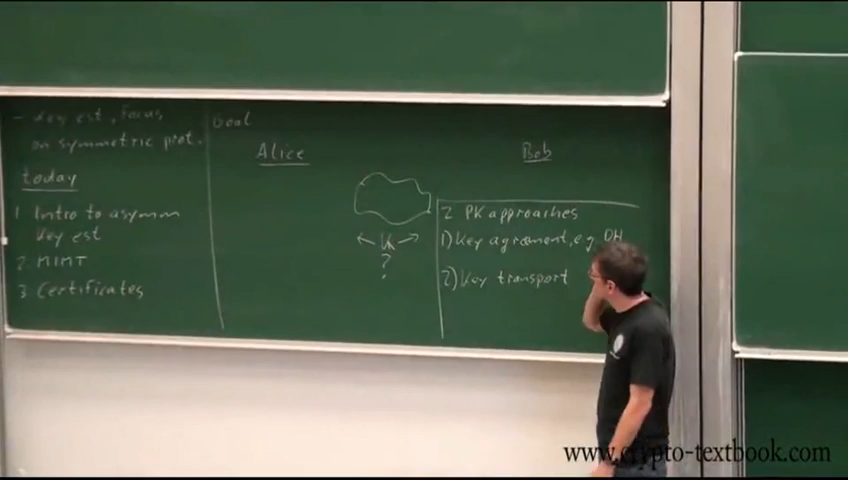 - Key est, focus
on symmetric prot.
today
1 Intro to asymm
Key est
2 MIMT
3 Certificates
Goal
Alice
Bob
← K →
?
2 PK approaches
1) Key agreement, e.g. DH
2) Key transport
www.crypto-textbook.com